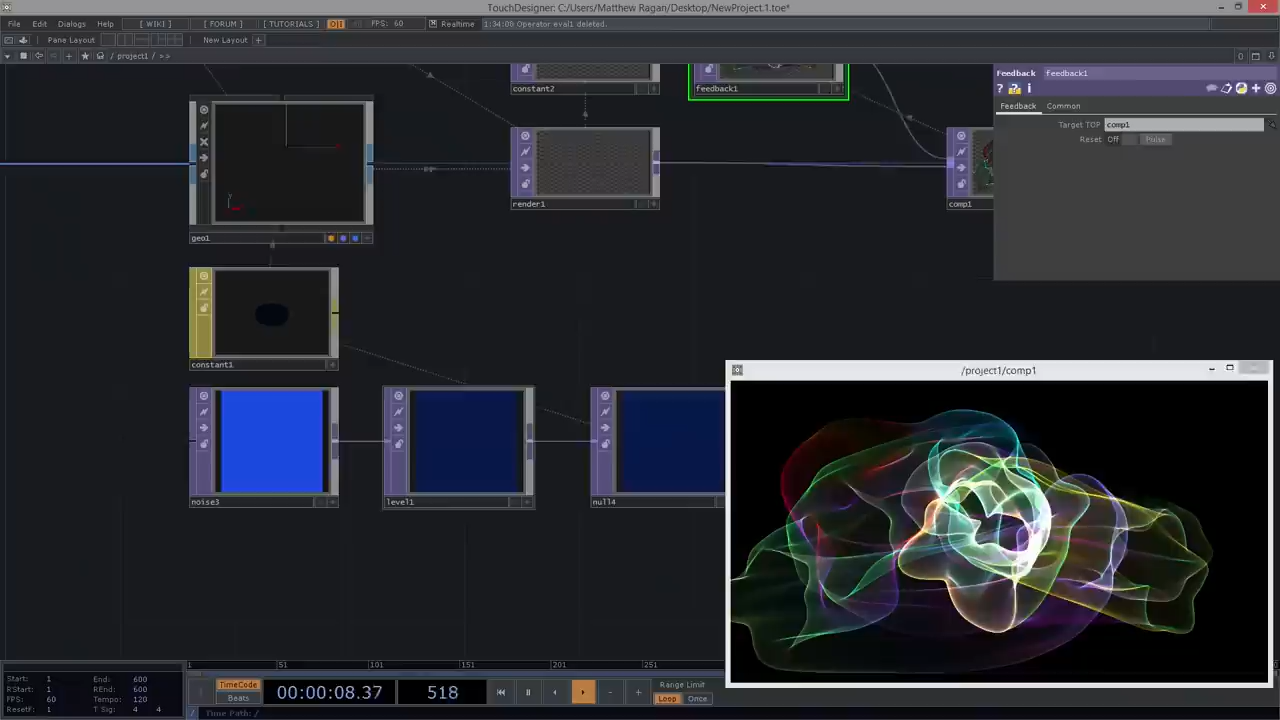 TouchDesigner: C:/Users/Matthew Ragan/Desktop/NewProject.1.toe*
File Edit Dialogs Help [ WIKI ] [ FORUM ] [ TUTORIALS ] O|I FPS: 60 Realtime 1:34:08 Operator eval1 deleted.
Pane Layout New Layout +
/ project1 / >>
constant2
feedback1
Feedback feedback1
Feedback Common
Target TOP comp1
Reset Off Pulse
render1
comp1
geo1
constant1
/project1/comp1
noise3
level1
null4
1 51 101 151 201 251
Start: 1 End: 600
RStart: 1 REnd: 600
FPS: 60 Tempo: 120
ResetF: 1 T Sig: 4 4
TimeCode
Beats
00:00:08.37
518
Range Limit
Loop Once
/ Time Path: /